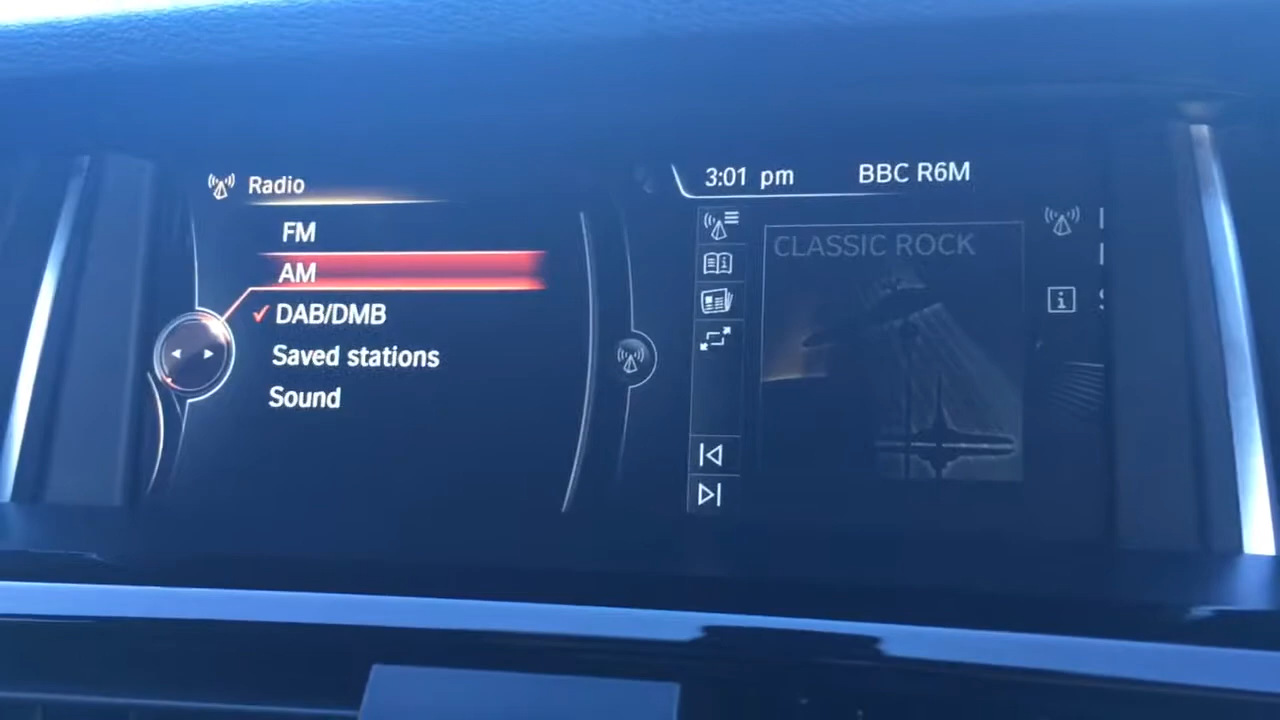 Radio
FM
AM
DAB/DMB
Saved stations
Sound
3:01 pm
BBC R6M
CLASSIC ROCK